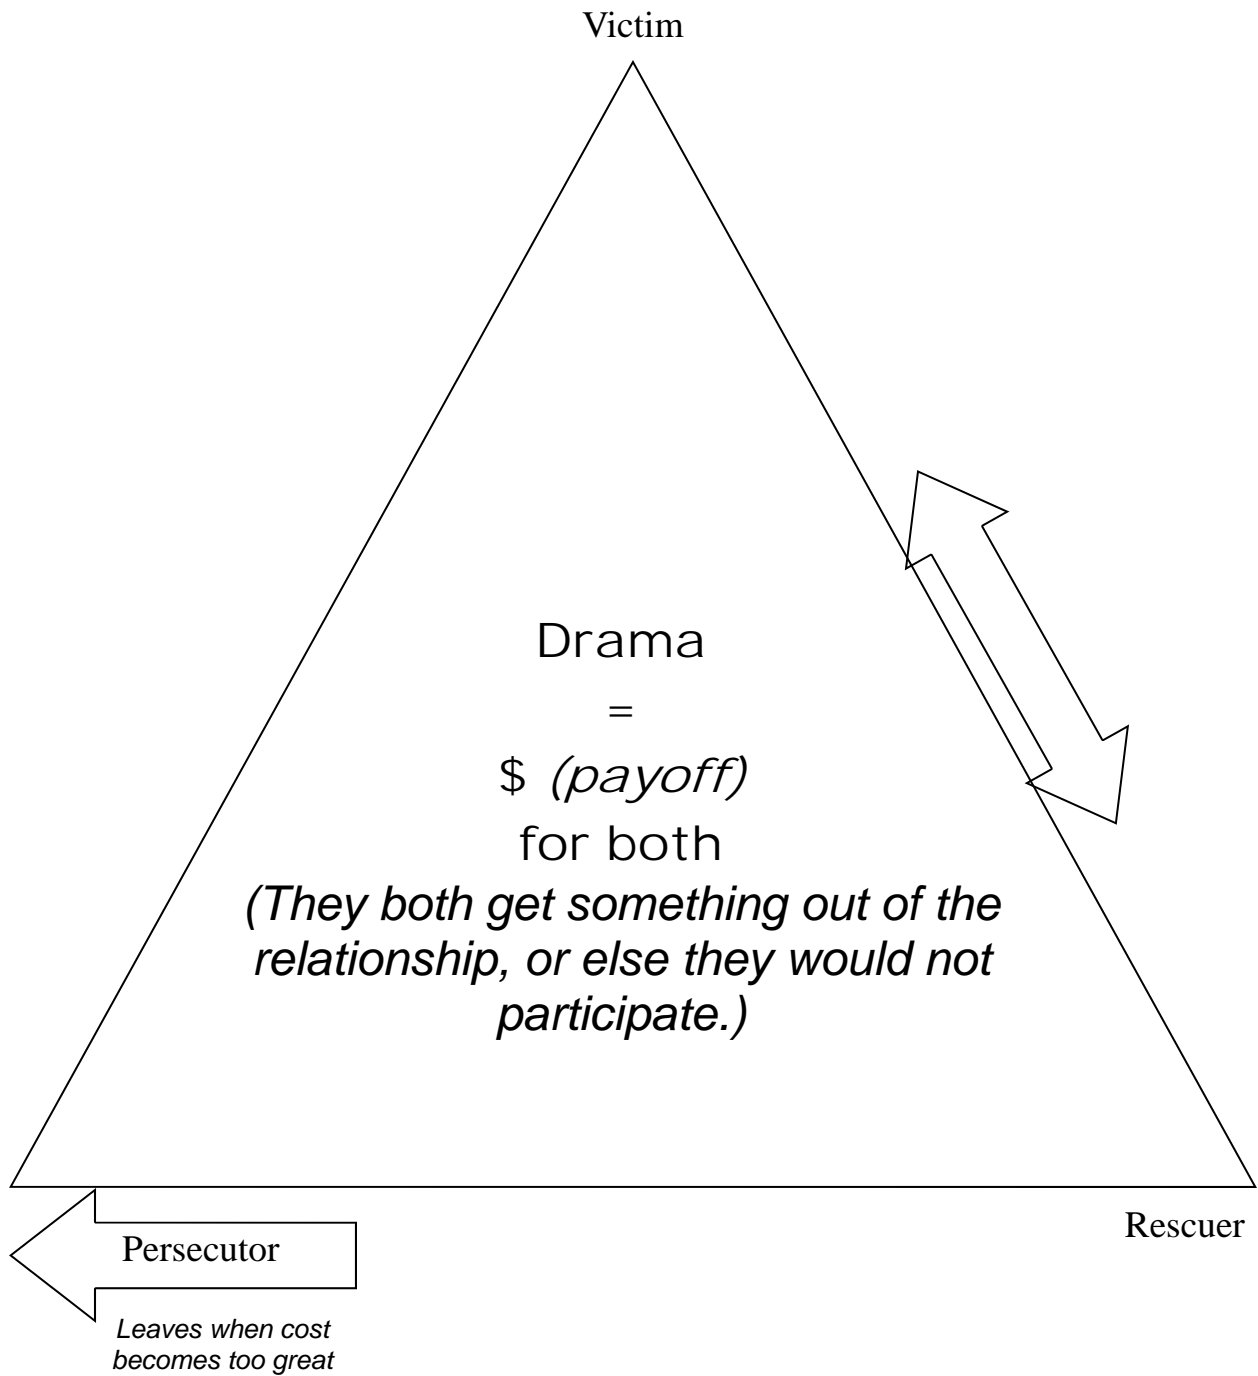 Victim
Drama
=
$ (payoff)
for both
(They both get something out of the
relationship, or else they would not
participate.)
Rescuer
Persecutor
Leaves when cost
becomes too great